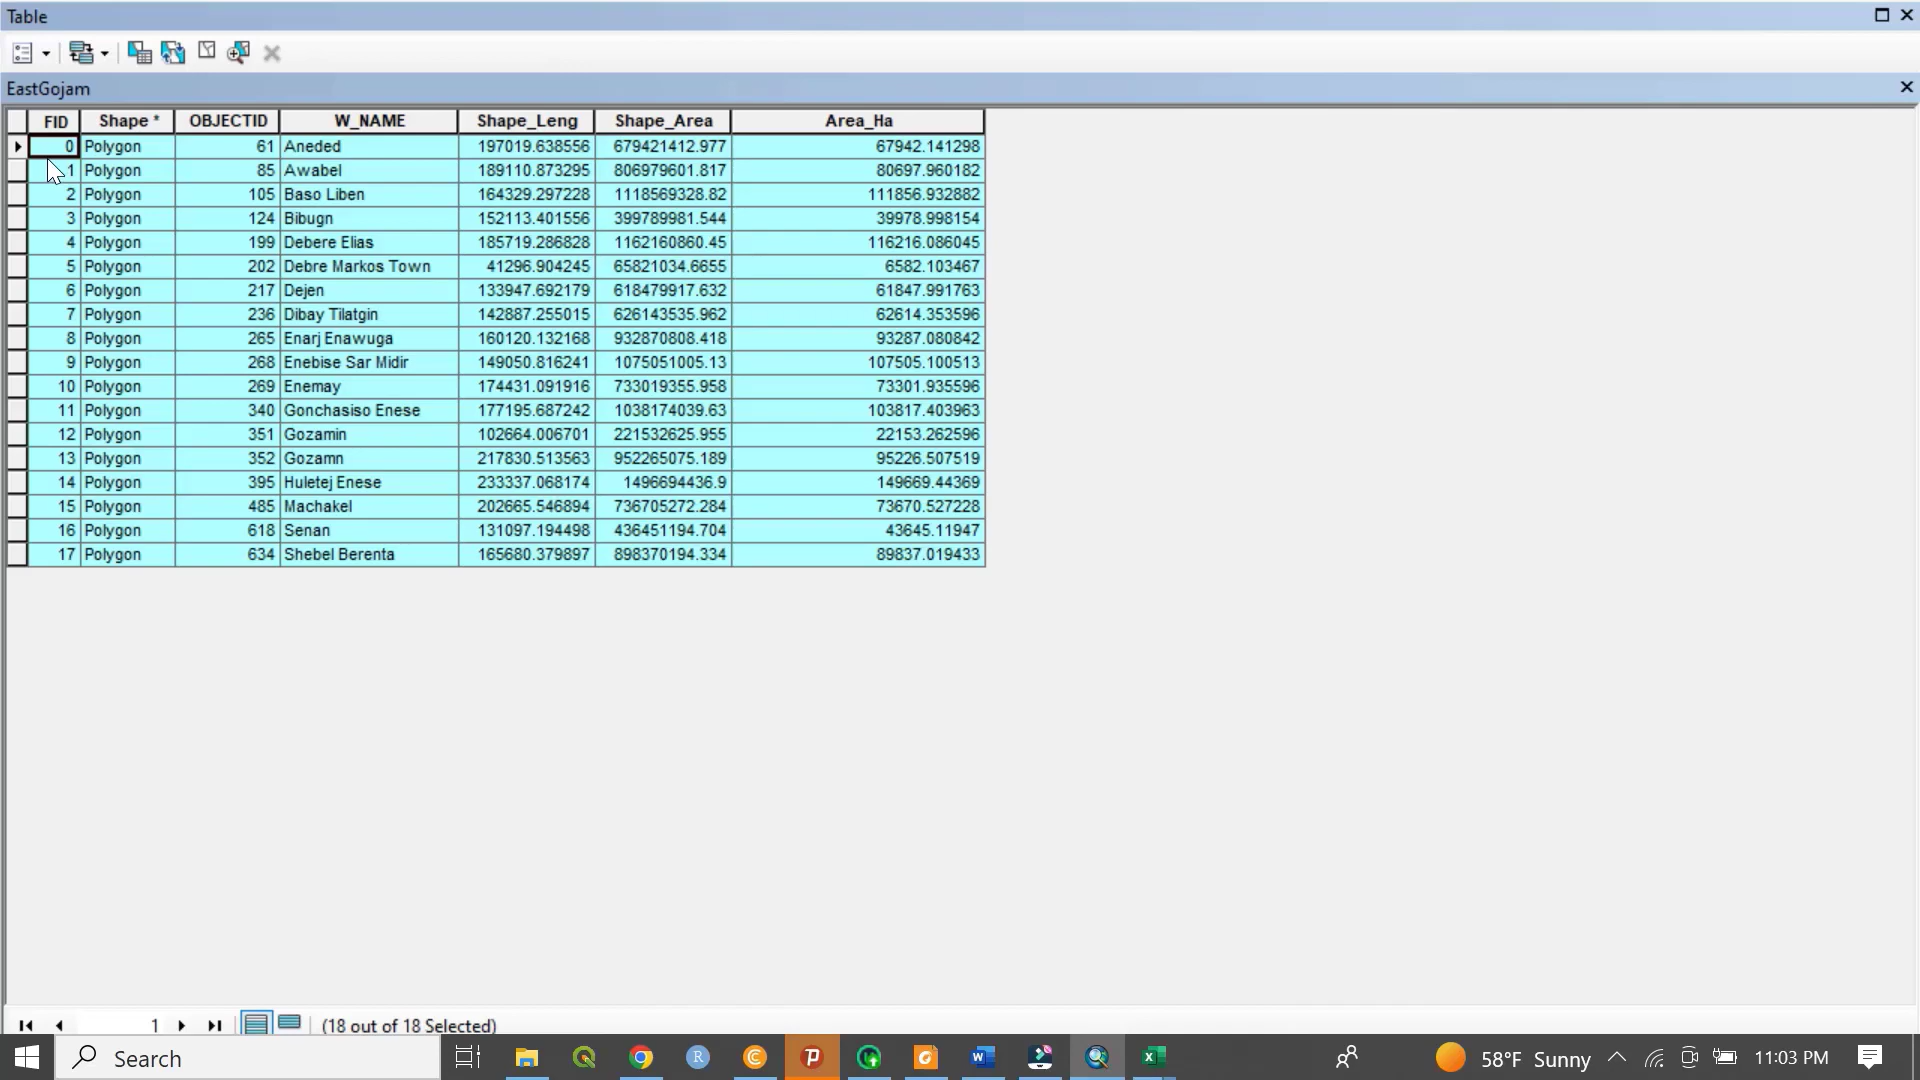 Table
EastGojam
FID Shape * OBJECTID W_NAME Shape_Leng Shape_Area Area_Ha
0 Polygon 61 Aneded 197019.638556 679421412.977 67942.141298
1 Polygon 85 Awabel 189110.873295 806979601.817 80697.960182
2 Polygon 105 Baso Liben 164329.297228 1118569328.82 111856.932882
3 Polygon 124 Bibugn 152113.401556 399789981.544 39978.998154
4 Polygon 199 Debere Elias 185719.286828 1162160860.45 116216.086045
5 Polygon 202 Debre Markos Town 41296.904245 65821034.6655 6582.103467
6 Polygon 217 Dejen 133947.692179 618479917.632 61847.991763
7 Polygon 236 Dibay Tilatgin 142887.255015 626143535.962 62614.353596
8 Polygon 265 Enarj Enawuga 160120.132168 932870808.418 93287.080842
9 Polygon 268 Enebise Sar Midir 149050.816241 1075051005.13 107505.100513
10 Polygon 269 Enemay 174431.091916 733019355.958 73301.935596
11 Polygon 340 Gonchasiso Enese 177195.687242 1038174039.63 103817.403963
12 Polygon 351 Gozamin 102664.006701 221532625.955 22153.262596
13 Polygon 352 Gozamn 217830.513563 952265075.189 95226.507519
14 Polygon 395 Huletej Enese 233337.068174 1496694436.9 149669.44369
15 Polygon 485 Machakel 202665.546894 736705272.284 73670.527228
16 Polygon 618 Senan 131097.194498 436451194.704 43645.11947
17 Polygon 634 Shebel Berenta 165680.379897 898370194.334 89837.019433
1 (18 out of 18 Selected)
Search 58°F Sunny 11:03 PM